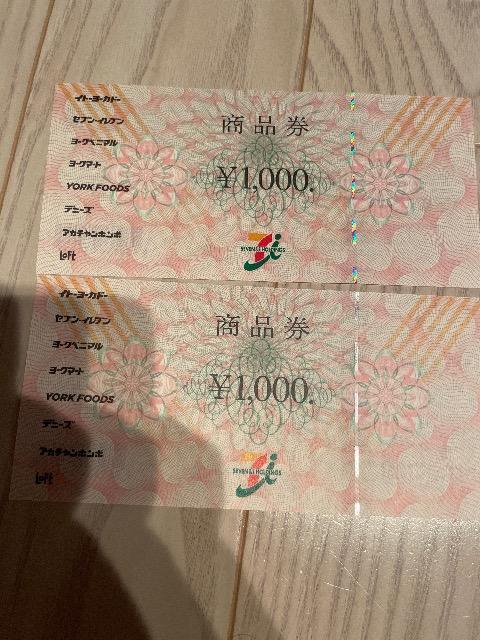 イトーヨーカドー
セブン-イレブン
ヨークベニマル
ヨークマート
YORK FOODS
デニーズ
アカチャンホンポ
Loft
商品券
¥1,000.
SEVEN & i HOLDINGS
イトーヨーカドー
セブン-イレブン
ヨークベニマル
ヨークマート
YORK FOODS
デニーズ
アカチャンホンポ
Loft
商品券
¥1,000.
SEVEN & i HOLDINGS